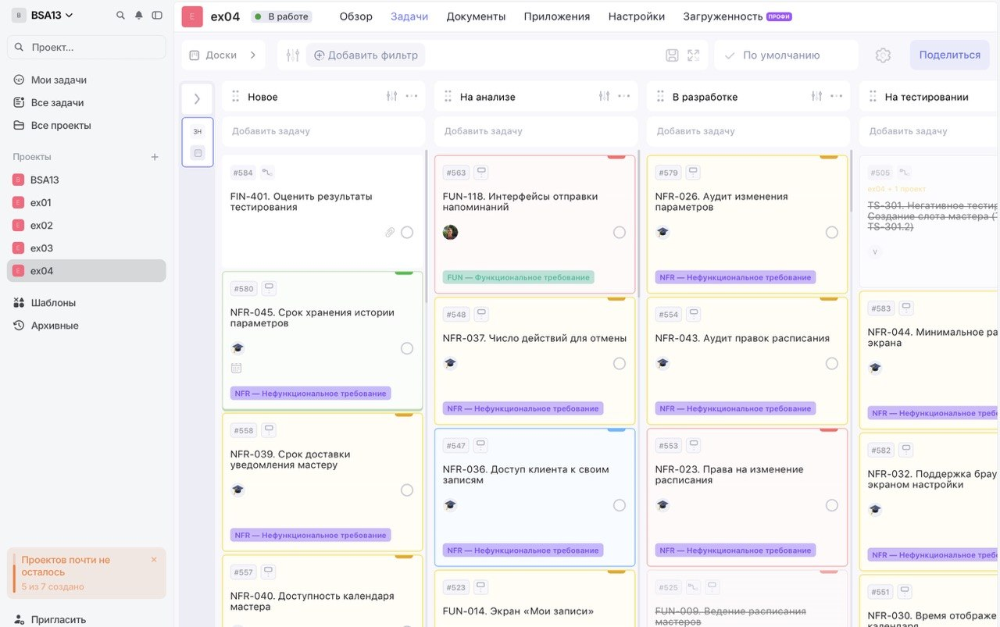 B BSA13
Проект...
Мои задачи
Все задачи
Все проекты
Проекты
B BSA13
E ex01
E ex02
E ex03
E ex04
Шаблоны
Архивные
Проектов почти не
осталось
5 из 7 создано
Пригласить
E ex04 В работе Обзор Задачи Документы Приложения Настройки Загруженность ПРОФИ
Доски Добавить фильтр По умолчанию Поделиться
ЗН
Новое
Добавить задачу
#584
FIN-401. Оценить результаты
тестирования
#580
NFR-045. Срок хранения истории
параметров
NFR — Нефункциональное требование
#558
NFR-039. Срок доставки
уведомления мастеру
NFR — Нефункциональное требование
#557
NFR-040. Доступность календаря
мастера
На анализе
Добавить задачу
#563
FUN-118. Интерфейсы отправки
напоминаний
FUN — Функциональное требование
#548
NFR-037. Число действий для отмены
NFR — Нефункциональное требование
#547
NFR-036. Доступ клиента к своим
записям
NFR — Нефункциональное требование
#523
FUN-014. Экран «Мои записи»
В разработке
Добавить задачу
#579
NFR-026. Аудит изменения
параметров
NFR — Нефункциональное требование
#554
NFR-043. Аудит правок расписания
NFR — Нефункциональное требование
#553
NFR-023. Права на изменение
расписания
NFR — Нефункциональное требование
#525
FUN-009. Ведение расписания
мастеров
На тестировании
Добавить задачу
#505
ex04 + 1 проект
TS-301. Негативное тестир
Создание слота мастера (
TS-301.2)
V
#583
NFR-044. Минимальное ра
экрана
NFR — Нефункциональное требо
#582
NFR-032. Поддержка брау
экраном настройки
NFR — Нефункциональное требо
#551
NFR-030. Время отображе
календаря